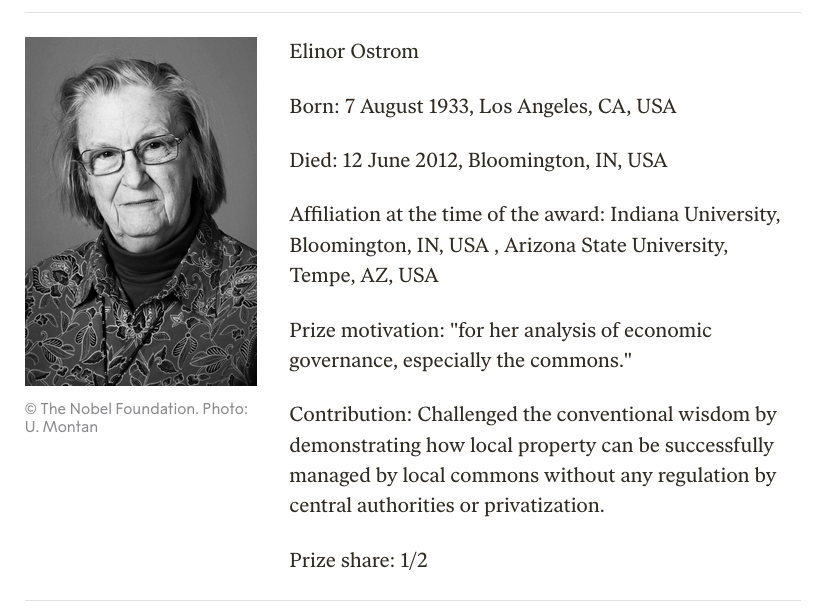 Elinor Ostrom
Born: 7 August 1933, Los Angeles, CA, USA
Died: 12 June 2012, Bloomington, IN, USA
Affiliation at the time of the award: Indiana University,
Bloomington, IN, USA , Arizona State University,
Tempe, AZ, USA
Prize motivation: "for her analysis of economic
governance, especially the commons."
© The Nobel Foundation. Photo:
U. Montan
Contribution: Challenged the conventional wisdom by
demonstrating how local property can be successfully
managed by local commons without any regulation by
central authorities or privatization.
Prize share: 1/2